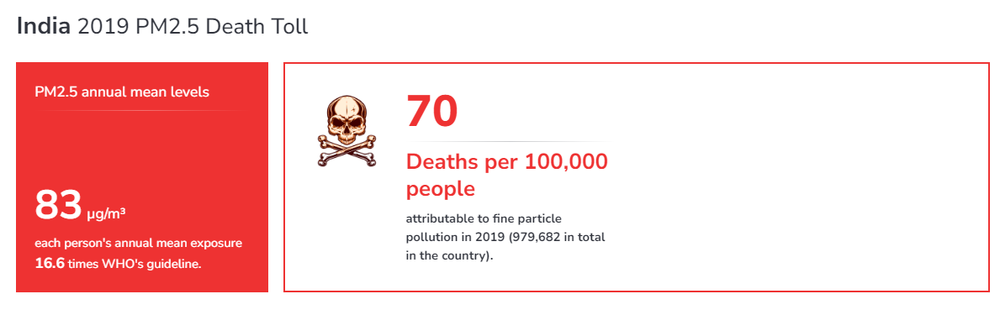 India 2019 PM2.5 Death Toll
PM2.5 annual mean levels
83 µg/m³
each person's annual mean exposure
16.6 times WHO's guideline.
70
Deaths per 100,000
people
attributable to fine particle
pollution in 2019 (979,682 in total
in the country).